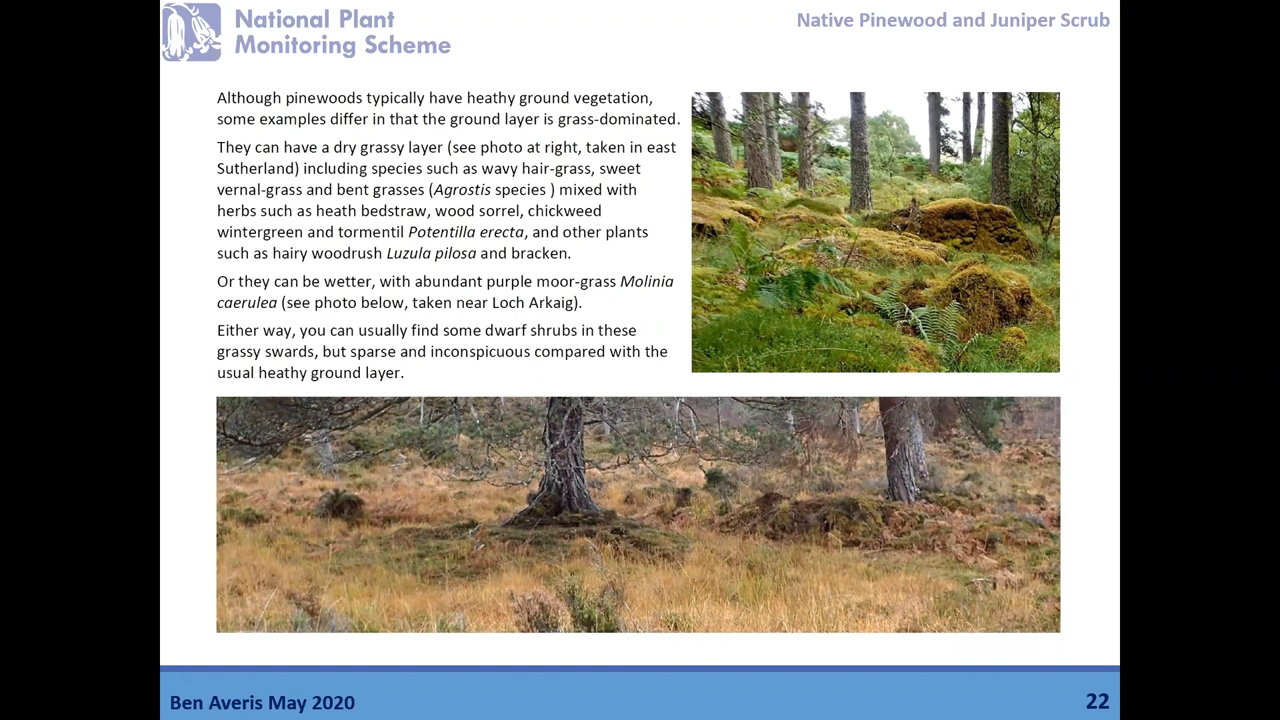 National Plant
Monitoring Scheme
Native Pinewood and Juniper Scrub
Although pinewoods typically have heathy ground vegetation,
some examples differ in that the ground layer is grass-dominated.
They can have a dry grassy layer (see photo at right, taken in east
Sutherland) including species such as wavy hair-grass, sweet
vernal-grass and bent grasses (Agrostis species ) mixed with
herbs such as heath bedstraw, wood sorrel, chickweed
wintergreen and tormentil Potentilla erecta, and other plants
such as hairy woodrush Luzula pilosa and bracken.
Or they can be wetter, with abundant purple moor-grass Molinia
caerulea (see photo below, taken near Loch Arkaig).
Either way, you can usually find some dwarf shrubs in these
grassy swards, but sparse and inconspicuous compared with the
usual heathy ground layer.
Ben Averis May 2020
22